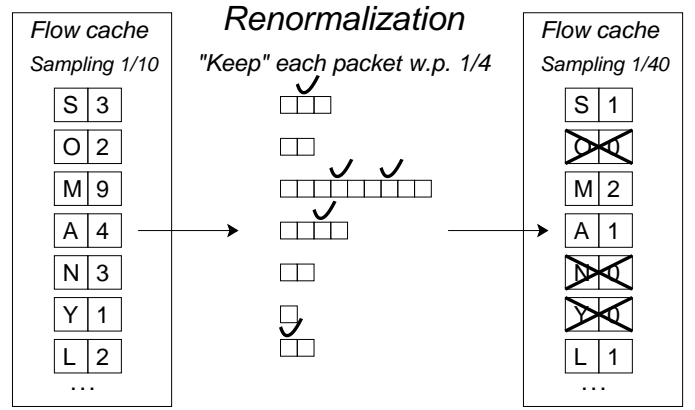 Renormalization
Flow cache
Sampling 1/10
S 3
O 2
M 9
A 4
N 3
Y 1
L 2
...
"Keep" each packet w.p. 1/4
Flow cache
Sampling 1/40
S 1
O 0
M 2
A 1
N 0
Y 0
L 1
...